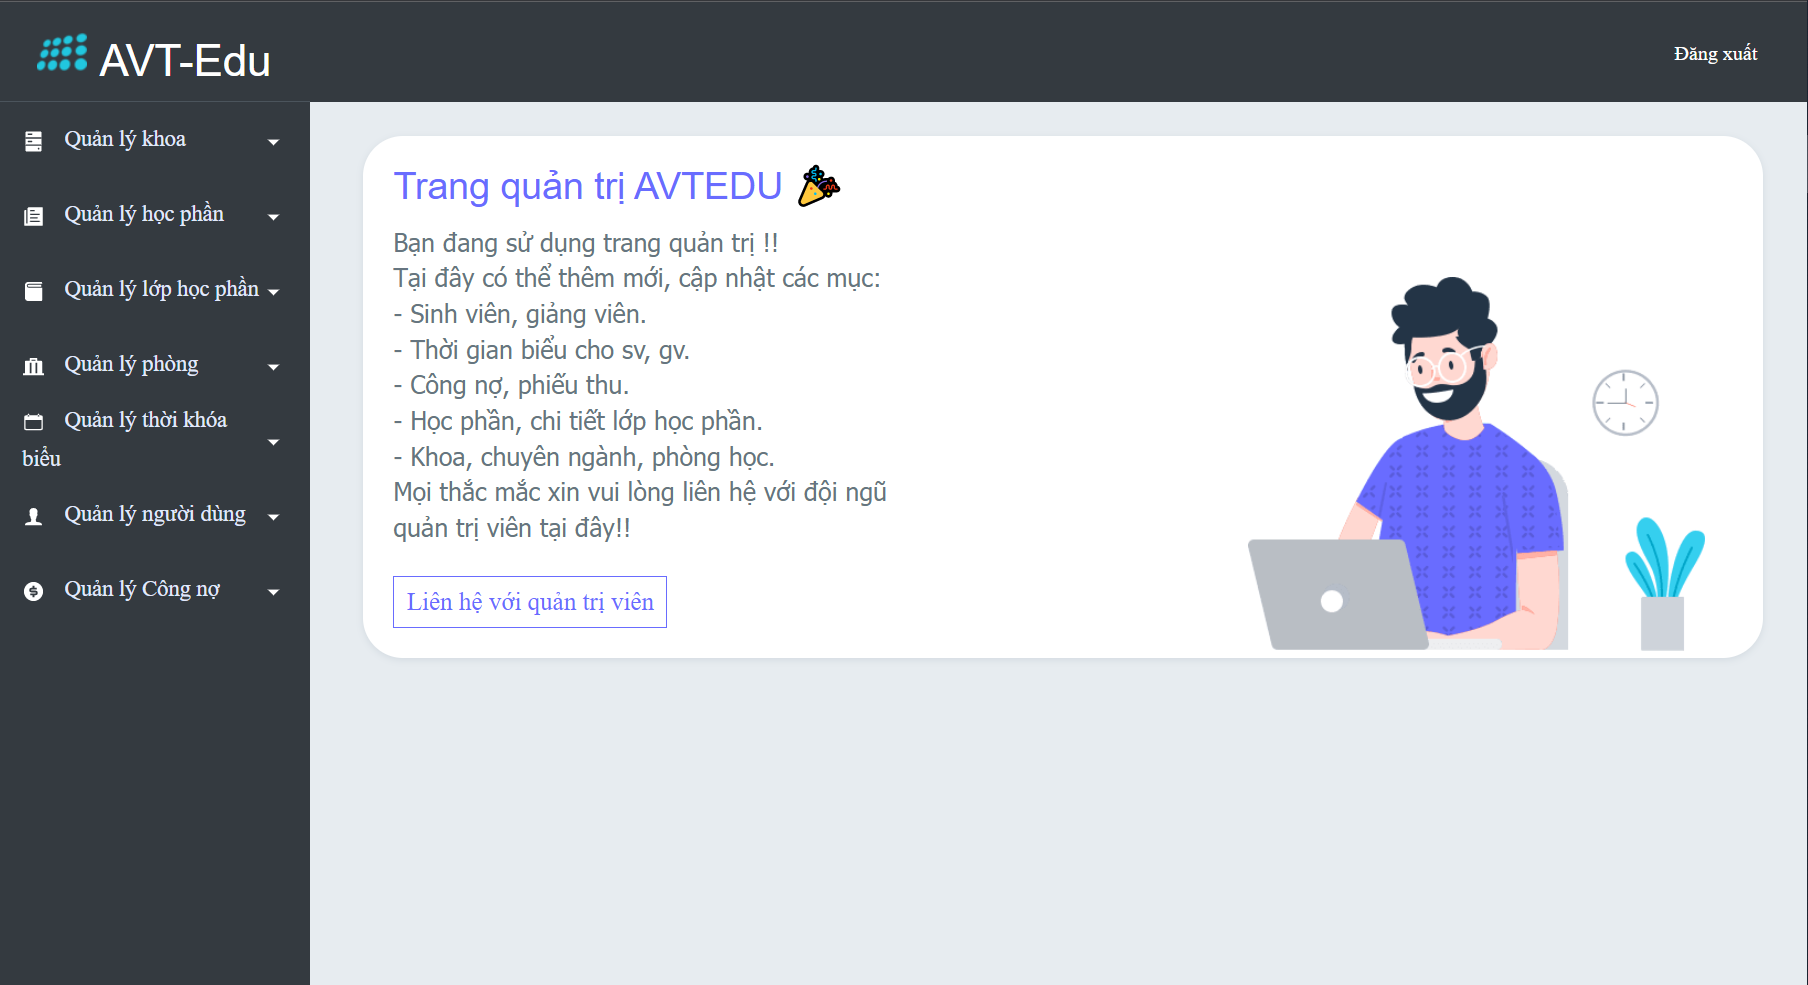 AVT-Edu
Đăng xuất
Quản lý khoa
Quản lý học phần
Quản lý lớp học phần
Quản lý phòng
Quản lý thời khóa
biểu
Quản lý người dùng
Quản lý Công nợ
Trang quản trị AVTEDU
Bạn đang sử dụng trang quản trị !!
Tại đây có thể thêm mới, cập nhật các mục:
- Sinh viên, giảng viên.
- Thời gian biểu cho sv, gv.
- Công nợ, phiếu thu.
- Học phần, chi tiết lớp học phần.
- Khoa, chuyên ngành, phòng học.
Mọi thắc mắc xin vui lòng liên hệ với đội ngũ
quản trị viên tại đây!!
Liên hệ với quản trị viên